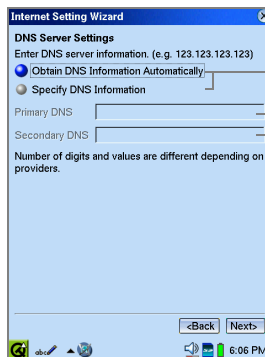 Internet Setting Wizard
DNS Server Settings
Enter DNS server information. (e.g. 123.123.123.123)
Obtain DNS Information Automatically
Specify DNS Information
Primary DNS
Secondary DNS
Number of digits and values are different depending on
providers.
<Back Next>
abc 6:06 PM